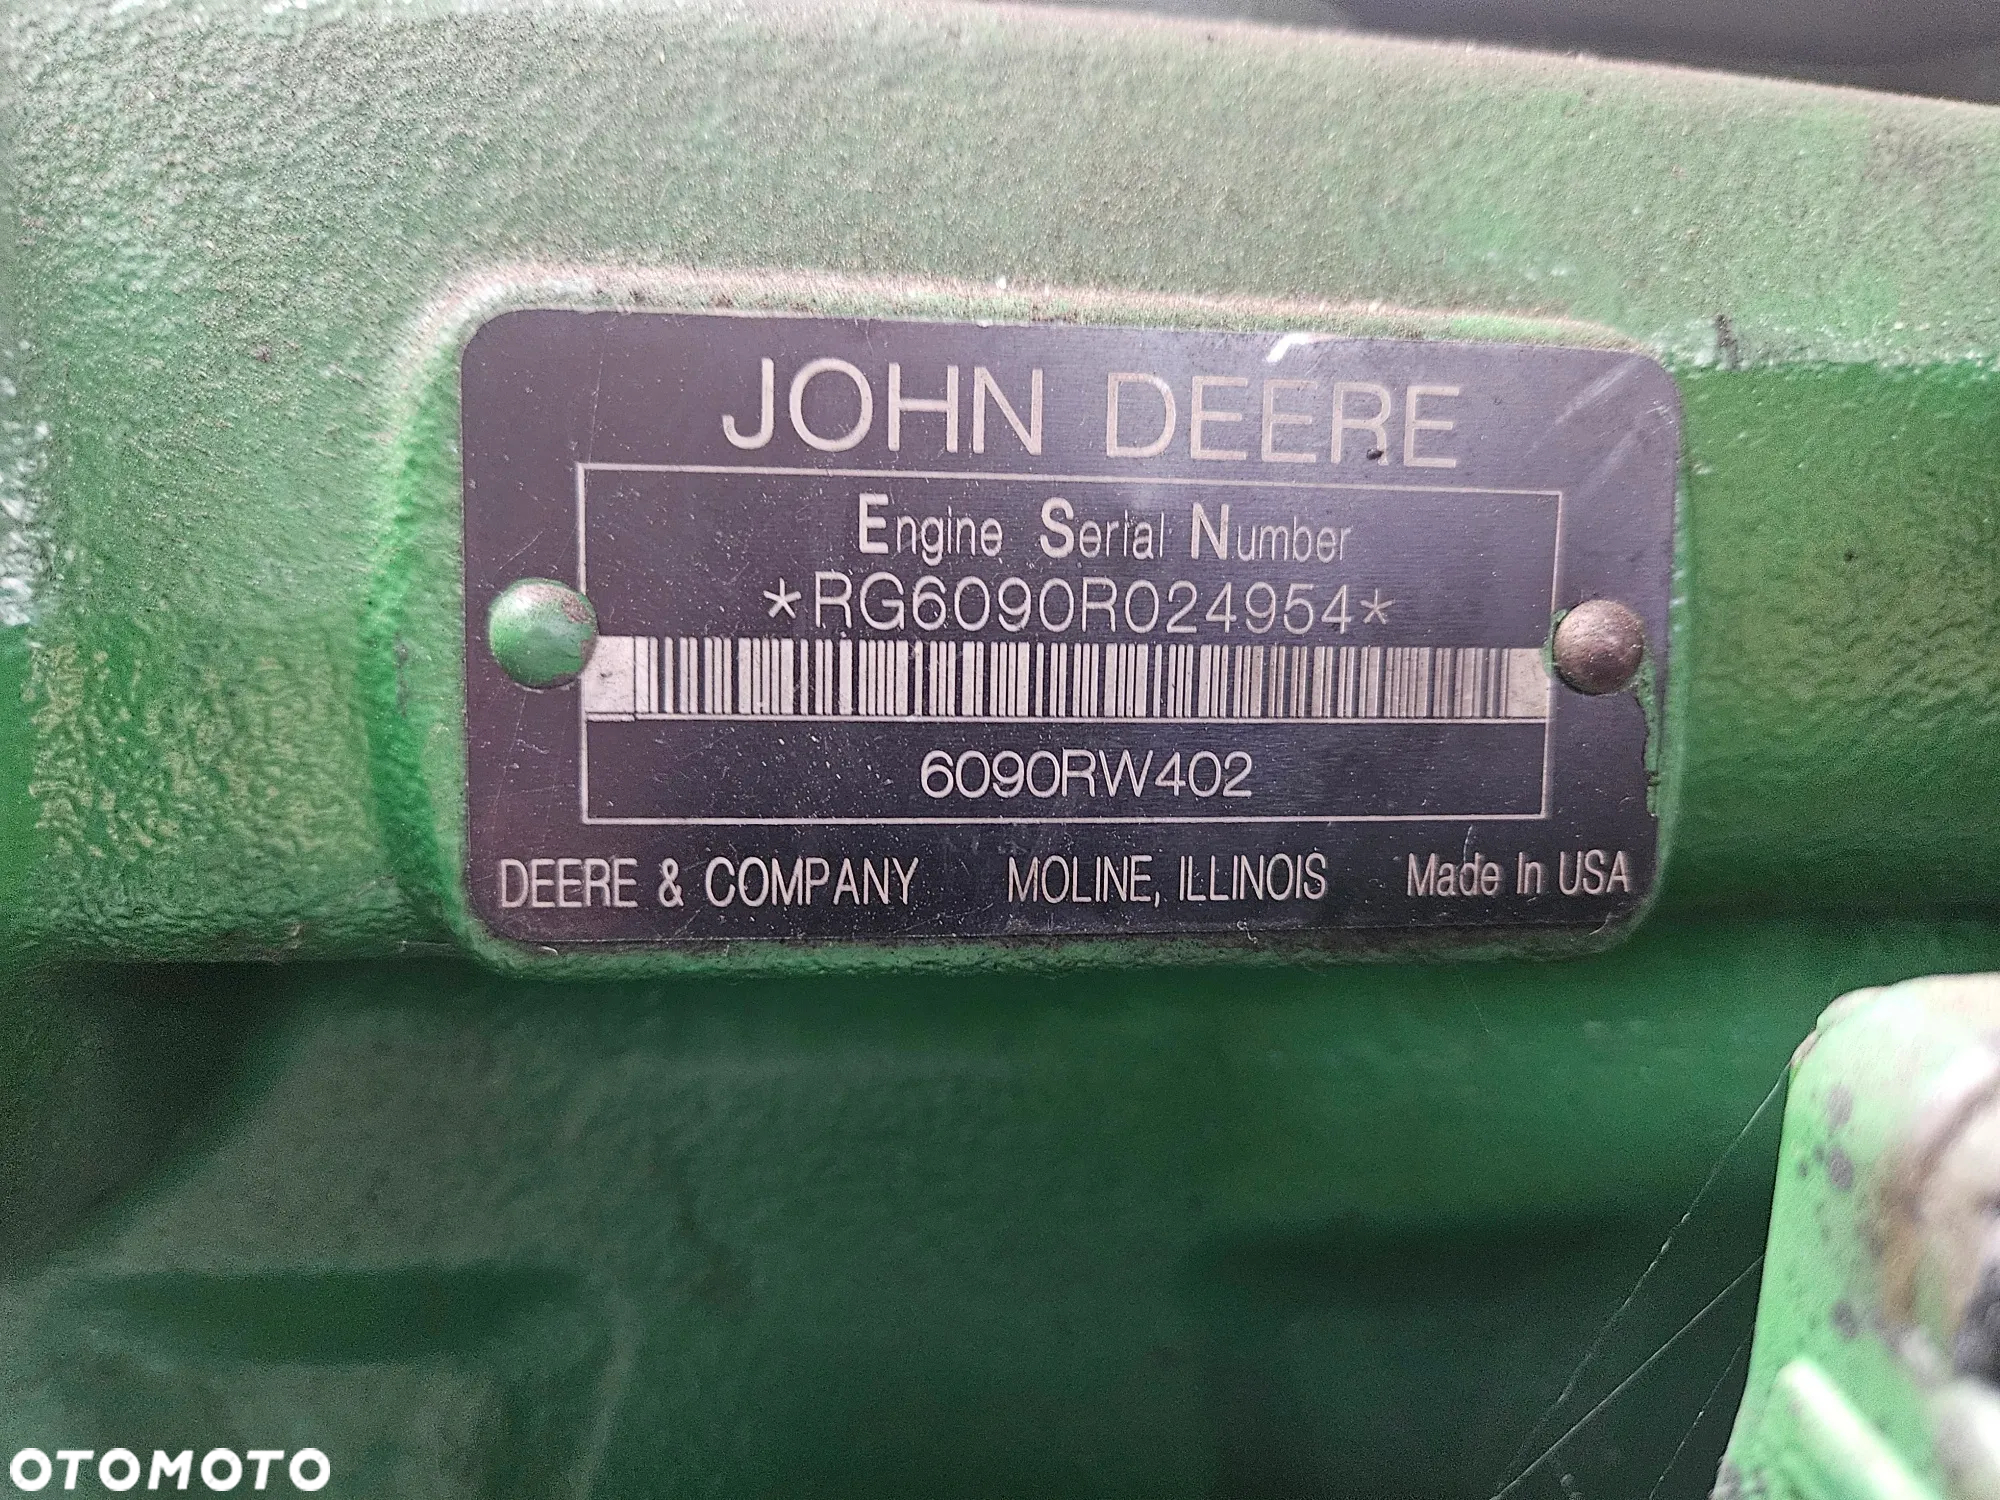 JOHN DEERE
Engine Serial Number
*RG6090R024954*
6090RW402
DEERE & COMPANY MOLINE, ILLINOIS Made In USA
OTOMOTO